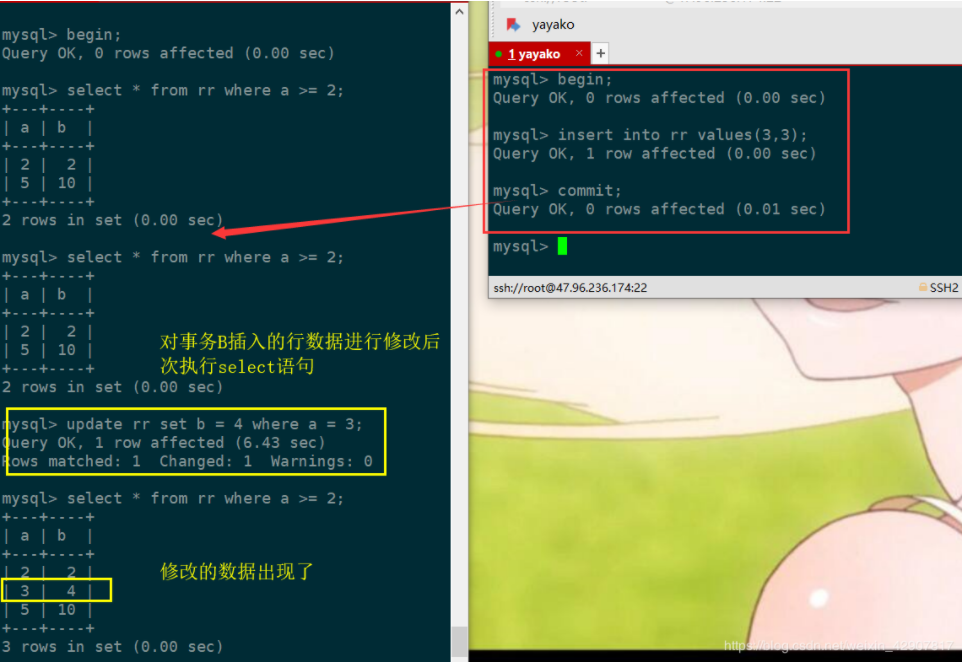 mysql> begin;
Query OK, 0 rows affected (0.00 sec)
mysql> select * from rr where a >= 2;
+---+----+
| a | b  |
+---+----+
| 2 |  2 |
| 5 | 10 |
+---+----+
2 rows in set (0.00 sec)
mysql> select * from rr where a >= 2;
+---+----+
| a | b  |
+---+----+
| 2 |  2 |
| 5 | 10 |
+---+----+
2 rows in set (0.00 sec)
对事务B插入的行数据进行修改后
次执行select语句
mysql> update rr set b = 4 where a = 3;
Query OK, 1 row affected (6.43 sec)
Rows matched: 1  Changed: 1  Warnings: 0
mysql> select * from rr where a >= 2;
+---+----+
| a | b  |
+---+----+
| 2 |  2 |
| 3 |  4 |
| 5 | 10 |
+---+----+
3 rows in set (0.00 sec)
修改的数据出现了
yayako
1 yayako × +
mysql> begin;
Query OK, 0 rows affected (0.00 sec)
mysql> insert into rr values(3,3);
Query OK, 1 row affected (0.00 sec)
mysql> commit;
Query OK, 0 rows affected (0.01 sec)
mysql>
ssh://root@47.96.236.174:22
SSH2